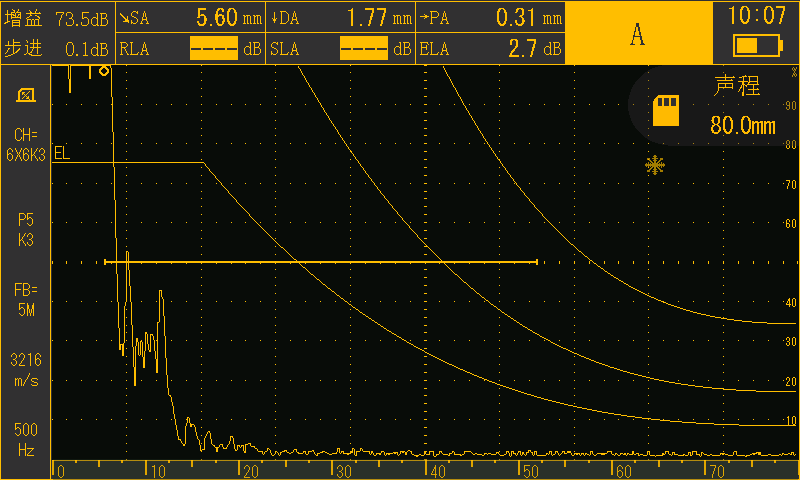 增益 73.5dB ↘SA 5.60 mm ↓DA 1.77 mm →PA 0.31 mm A 10:07
步进 0.1dB RLA ---- dB SLA ---- dB ELA 2.7 dB
声程
80.0mm
%
90
80
70
60
50
40
30
20
10
CH=
6X6K3
EL
P5
K3
FB=
5M
3216
m/s
500
Hz
0 10 20 30 40 50 60 70